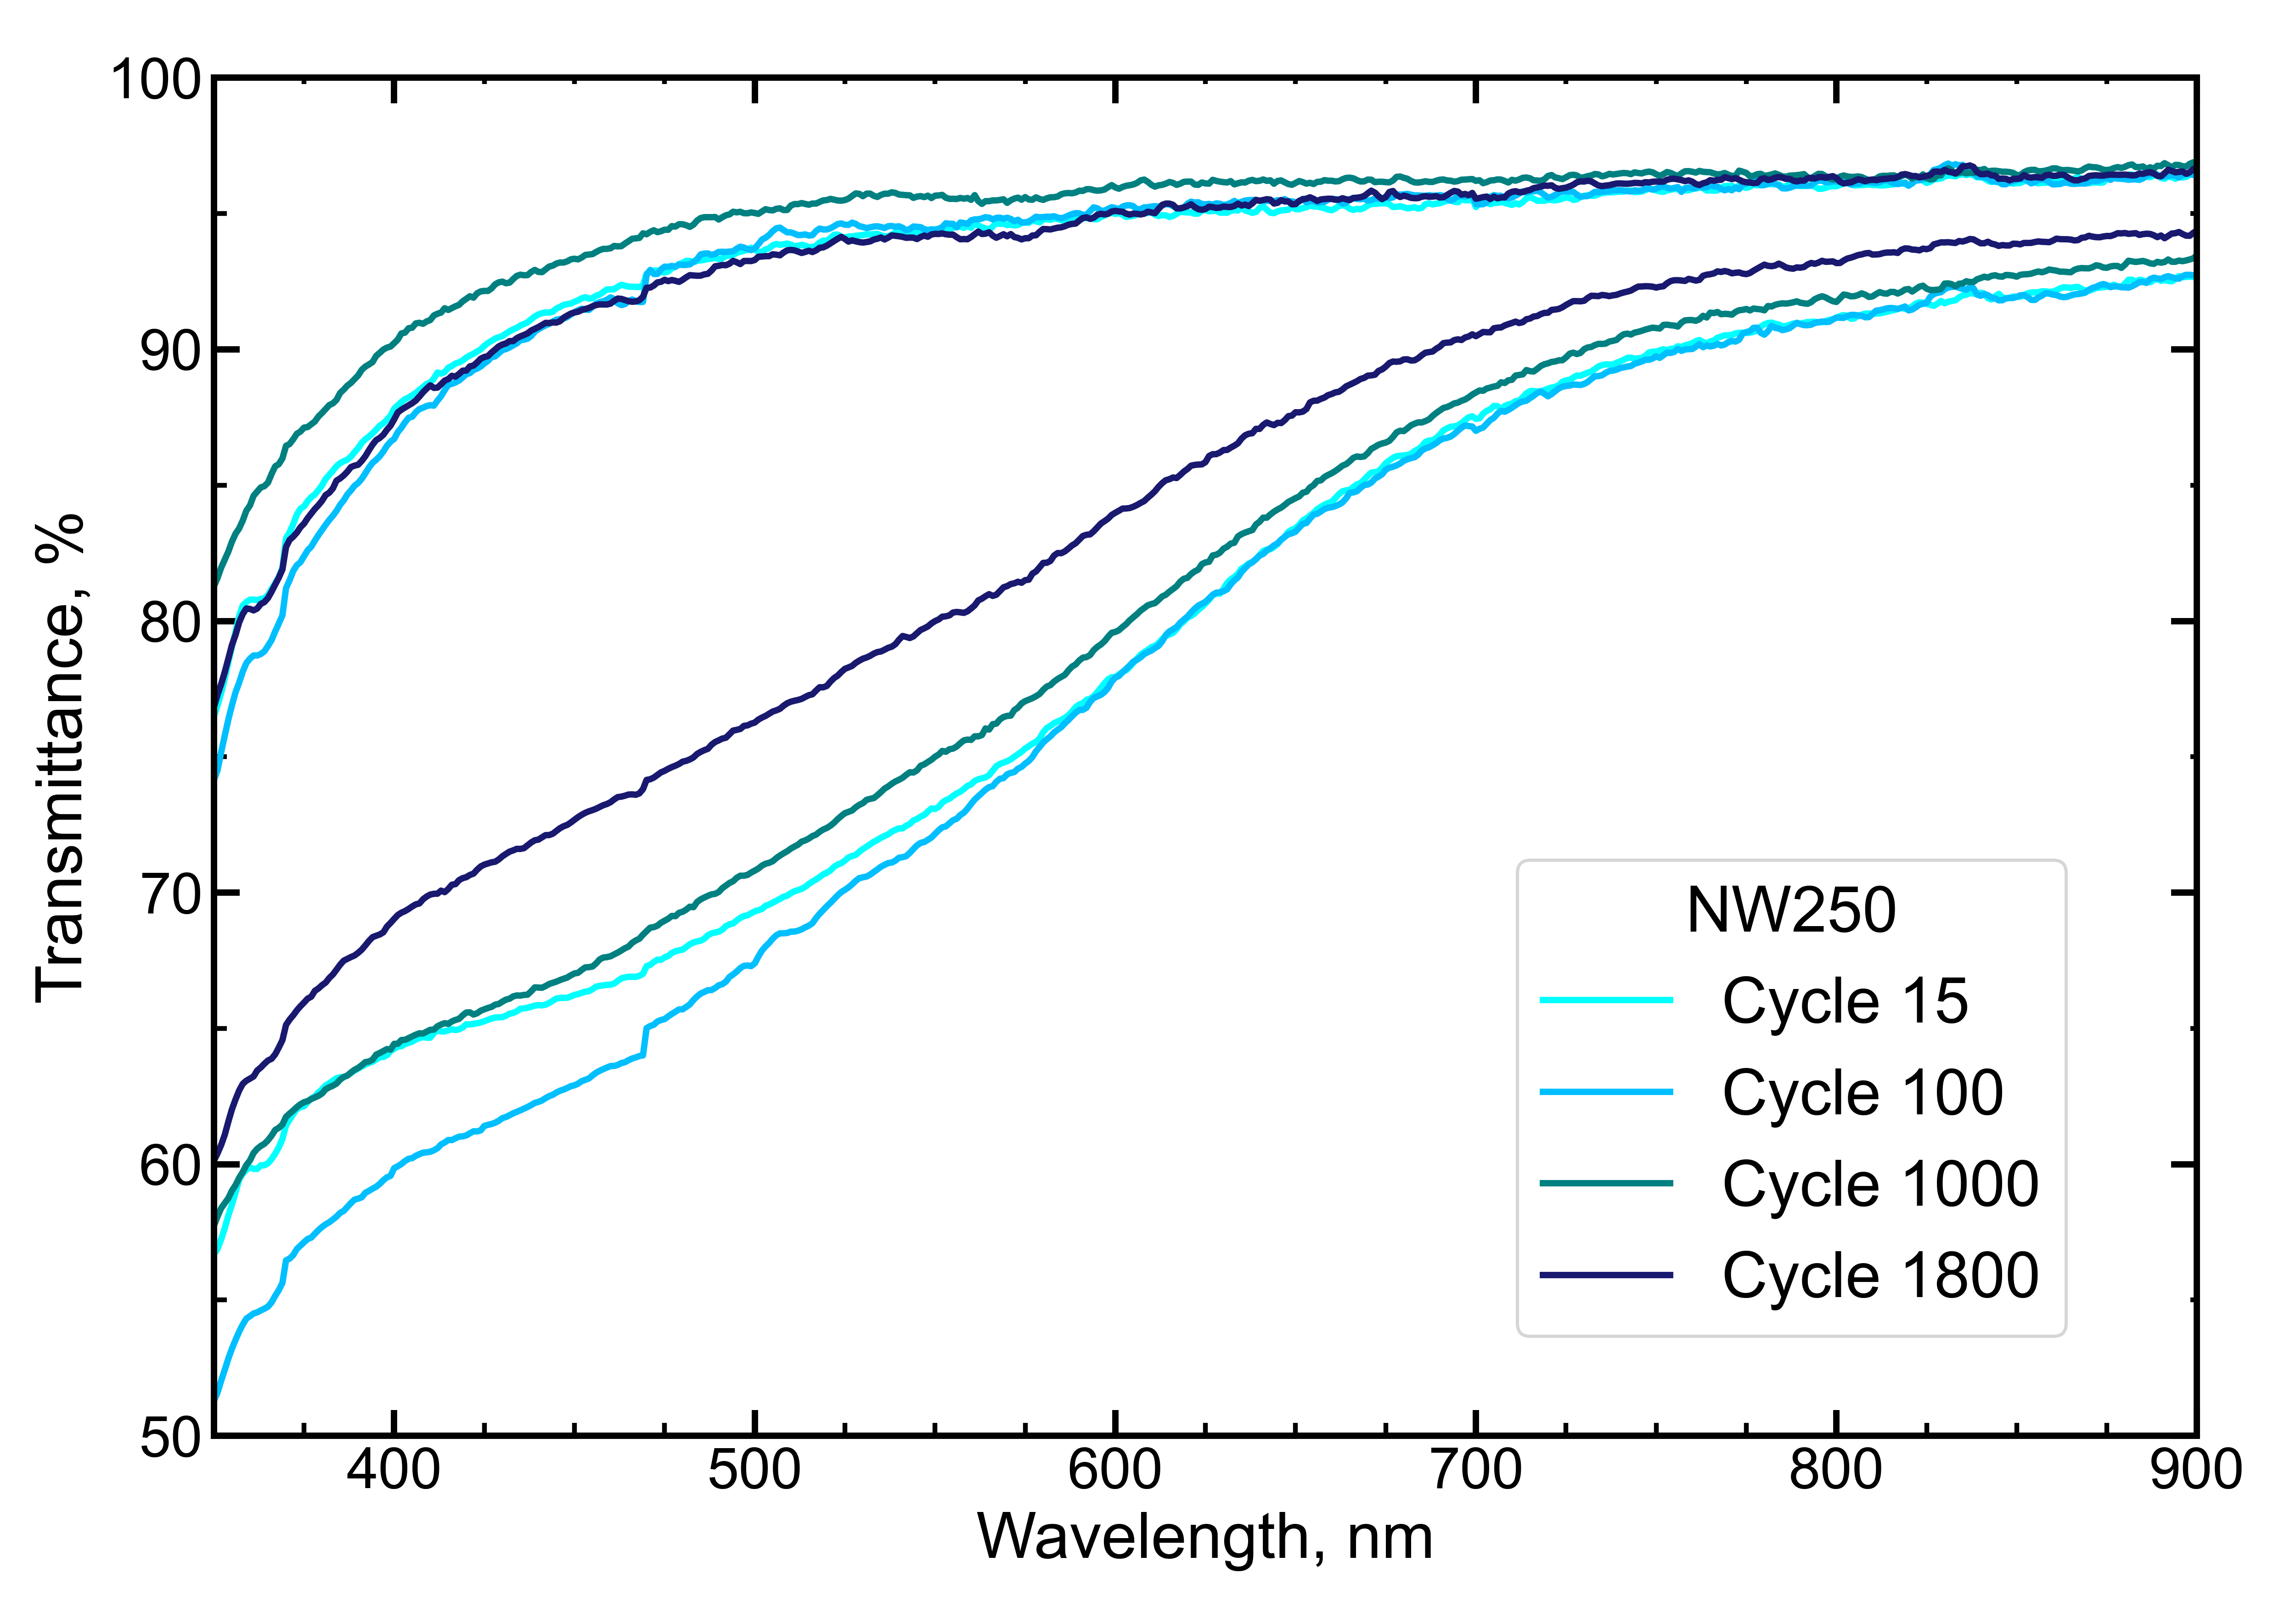 100
90
80
70
60
50
Transmittance, %
400
500
600
700
800
900
Wavelength, nm
NW250
Cycle 15
Cycle 100
Cycle 1000
Cycle 1800